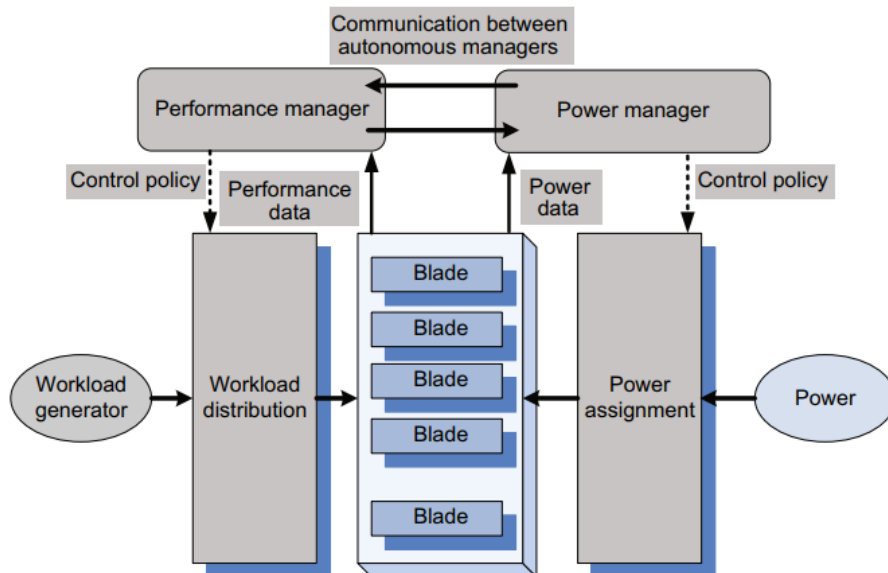 Communication between
autonomous managers
Performance manager
Power manager
Control policy
Performance
data
Power
data
Control policy
Blade
Blade
Blade
Blade
Blade
Workload
generator
Workload
distribution
Power
assignment
Power